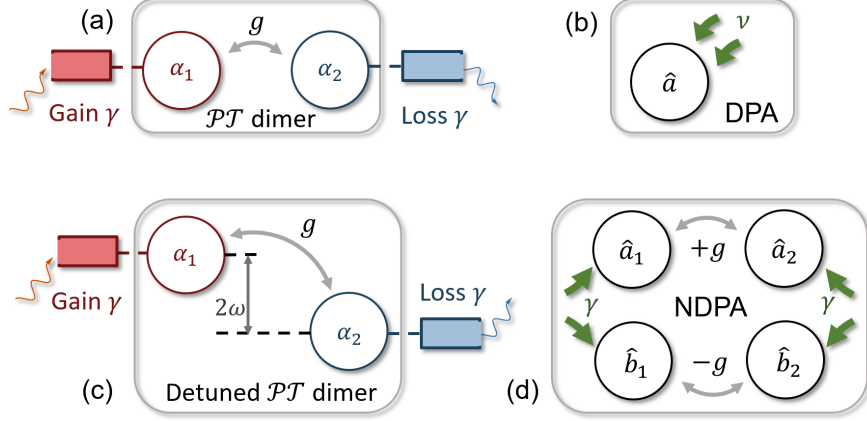 (a)
g
α₁
α₂
Gain γ
𝒫𝒯 dimer
Loss γ
(b)
ν
â
DPA
g
α₁
Gain γ
2ω
α₂
Loss γ
(c)
Detuned 𝒫𝒯 dimer
â₁ +g â₂
γ NDPA γ
b̂₁ −g b̂₂
(d)